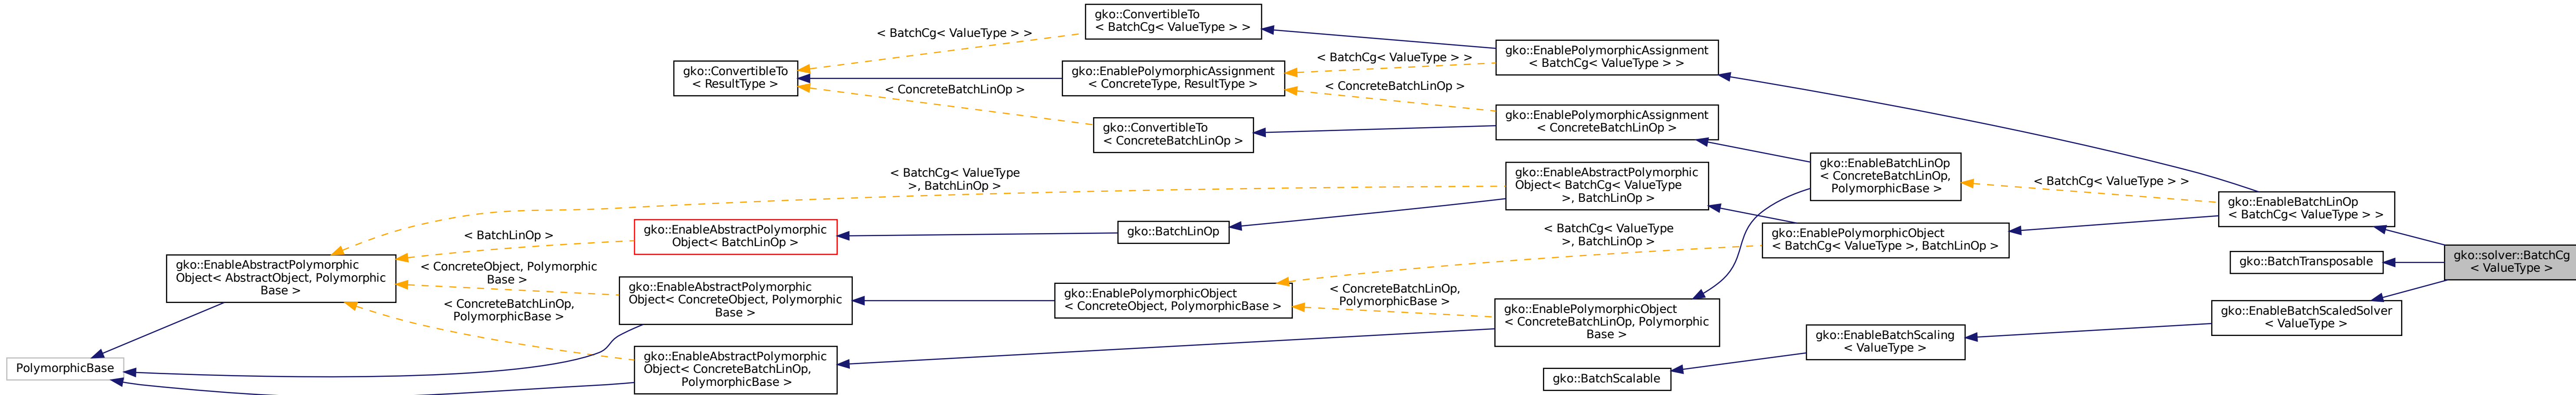 gko::ConvertibleTo
< BatchCg< ValueType > >
< BatchCg< ValueType > >
gko::EnablePolymorphicAssignment
< BatchCg< ValueType > >
gko::ConvertibleTo
< ResultType >
gko::EnablePolymorphicAssignment
< ConcreteType, ResultType >
< BatchCg< ValueType > >
< ConcreteBatchLinOp >
< ConcreteBatchLinOp >
gko::ConvertibleTo
< ConcreteBatchLinOp >
gko::EnablePolymorphicAssignment
< ConcreteBatchLinOp >
< BatchCg< ValueType
>, BatchLinOp >
gko::EnableAbstractPolymorphic
Object< BatchCg< ValueType
>, BatchLinOp >
gko::EnableBatchLinOp
< ConcreteBatchLinOp,
PolymorphicBase >
< BatchCg< ValueType > >
gko::EnableBatchLinOp
< BatchCg< ValueType > >
< BatchLinOp >
gko::EnableAbstractPolymorphic
Object< BatchLinOp >
gko::BatchLinOp
< BatchCg< ValueType
>, BatchLinOp >
gko::EnablePolymorphicObject
< BatchCg< ValueType >, BatchLinOp >
gko::solver::BatchCg
< ValueType >
gko::BatchTransposable
gko::EnableAbstractPolymorphic
Object< AbstractObject, Polymorphic
Base >
< ConcreteObject, Polymorphic
Base >
gko::EnableAbstractPolymorphic
Object< ConcreteObject, Polymorphic
Base >
gko::EnablePolymorphicObject
< ConcreteObject, PolymorphicBase >
< ConcreteBatchLinOp,
PolymorphicBase >
gko::EnablePolymorphicObject
< ConcreteBatchLinOp, Polymorphic
Base >
gko::EnableBatchScaledSolver
< ValueType >
< ConcreteBatchLinOp,
PolymorphicBase >
gko::EnableBatchScaling
< ValueType >
PolymorphicBase
gko::EnableAbstractPolymorphic
Object< ConcreteBatchLinOp,
PolymorphicBase >
gko::BatchScalable